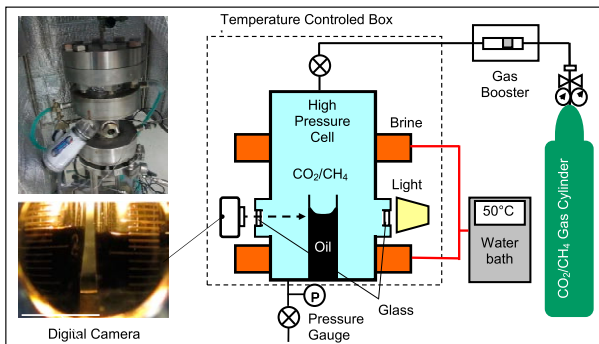 Temperature Controled Box
Gas
Booster
High
Pressure
Cell
Brine
CO₂/CH₄
Light
Oil
50°C
Water
bath
CO₂/CH₄ Gas Cylinder
P
Pressure
Gauge
Glass
Digital Camera